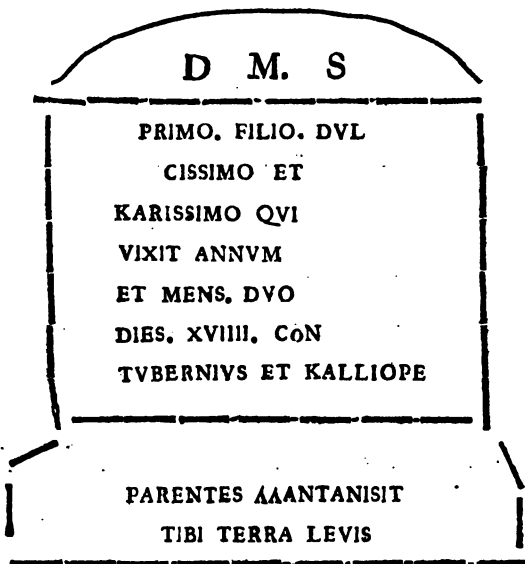 D M. S
PRIMO. FILIO. DVL
CISSIMO ET
KARISSIMO QVI
VIXIT ANNVM
ET MENS. DVO
DIES. XVIIII. CON
TVBERNIVS ET KALLIOPE
PARENTES AAANTANISIT
TIBI TERRA LEVIS